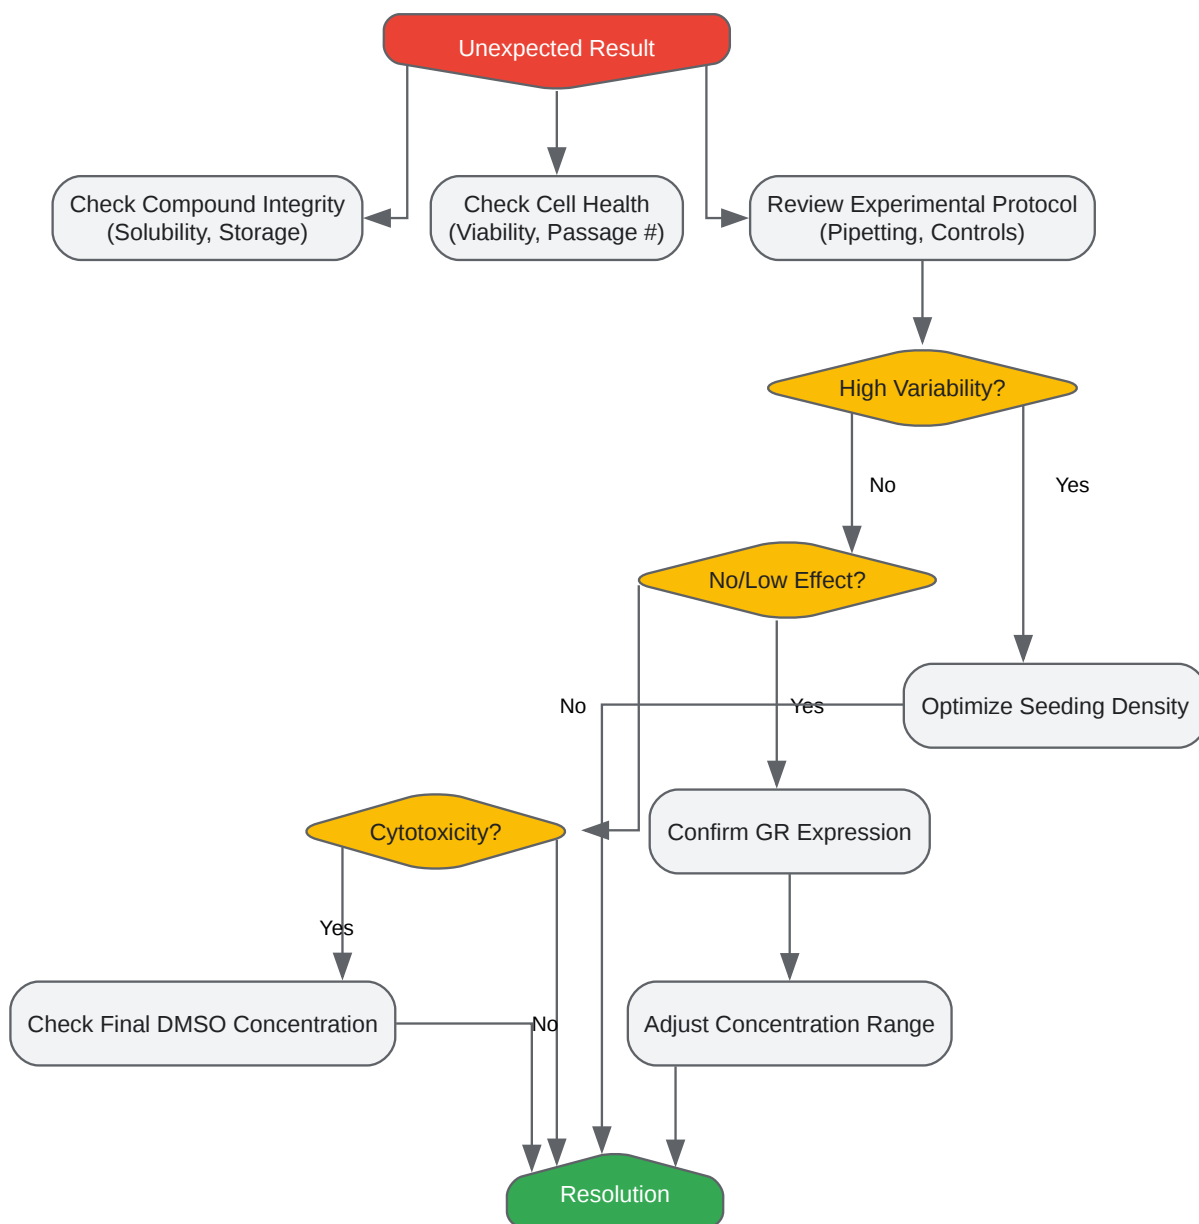 Unexpected Result
Check Compound Integrity
(Solubility, Storage)
Check Cell Health
(Viability, Passage #)
Review Experimental Protocol
(Pipetting, Controls)
High Variability?
No
Yes
No/Low Effect?
No
Yes
Optimize Seeding Density
Cytotoxicity?
Confirm GR Expression
Yes
Check Final DMSO Concentration
No
Adjust Concentration Range
Resolution